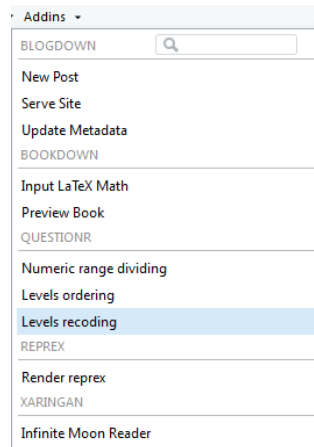 Addins
BLOGDOWN
New Post
Serve Site
Update Metadata
BOOKDOWN
Input LaTeX Math
Preview Book
QUESTIONR
Numeric range dividing
Levels ordering
Levels recoding
REPREX
Render reprex
XARINGAN
Infinite Moon Reader